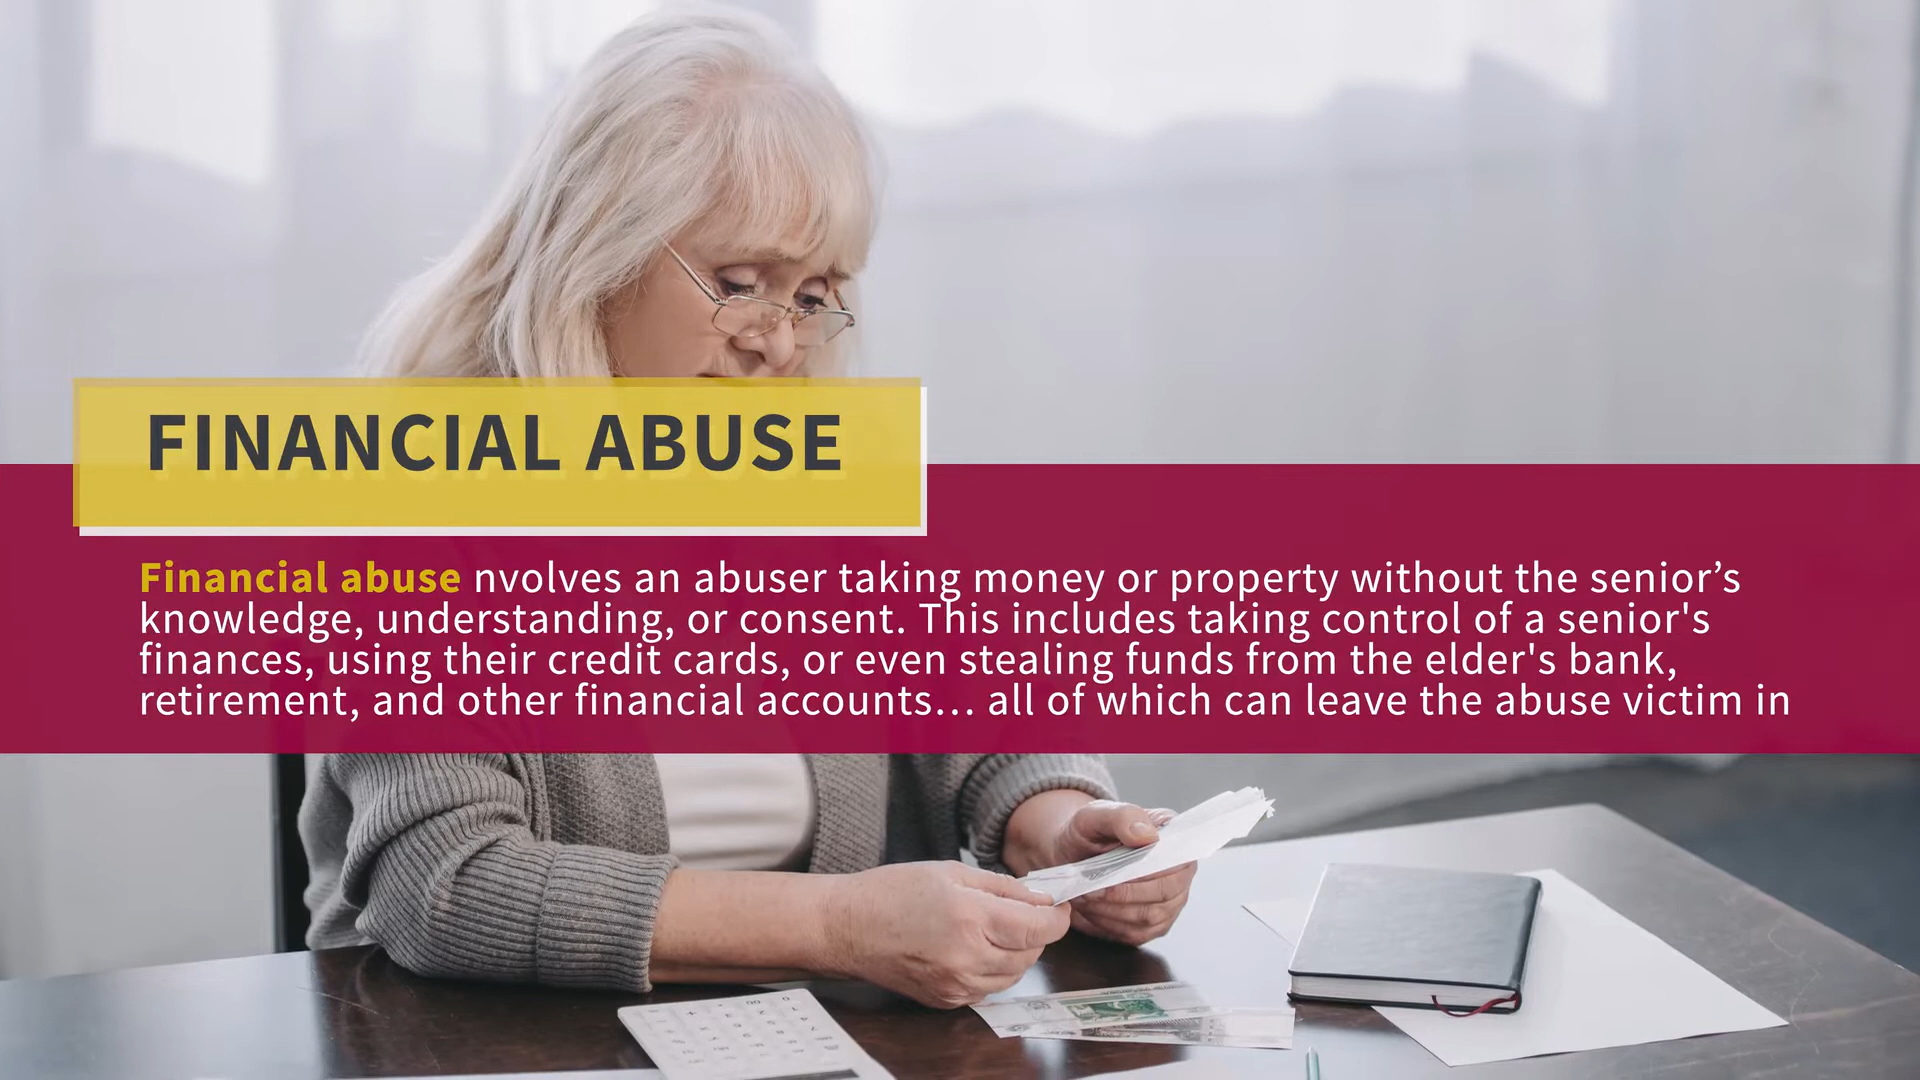 FINANCIAL ABUSE
Financial abuse nvolves an abuser taking money or property without the senior’s
knowledge, understanding, or consent. This includes taking control of a senior's
finances, using their credit cards, or even stealing funds from the elder's bank,
retirement, and other financial accounts… all of which can leave the abuse victim in